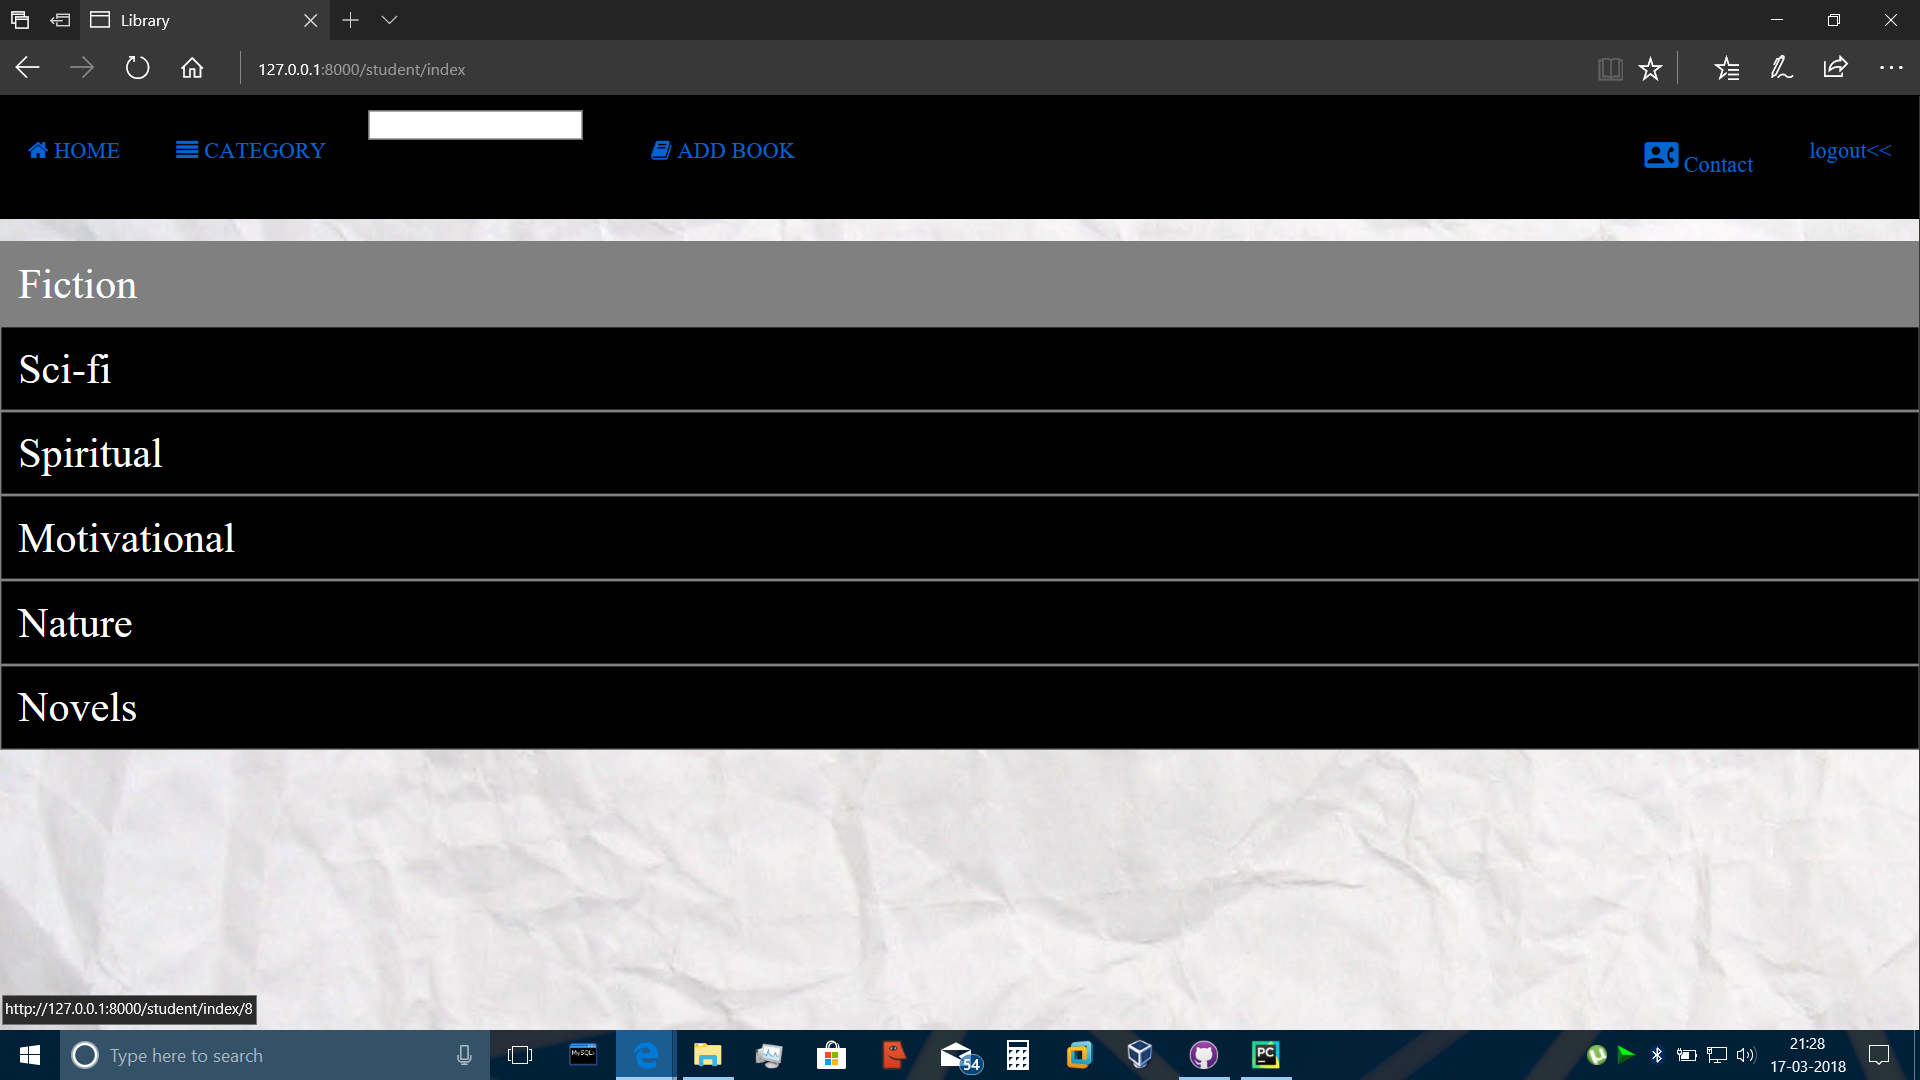 Library
127.0.0.1:8000/student/index
HOME
CATEGORY
ADD BOOK
Contact
logout<<
Fiction
Sci-fi
Spiritual
Motivational
Nature
Novels
http://127.0.0.1:8000/student/index/8
Type here to search
MySQL
54
PC
21:28
17-03-2018